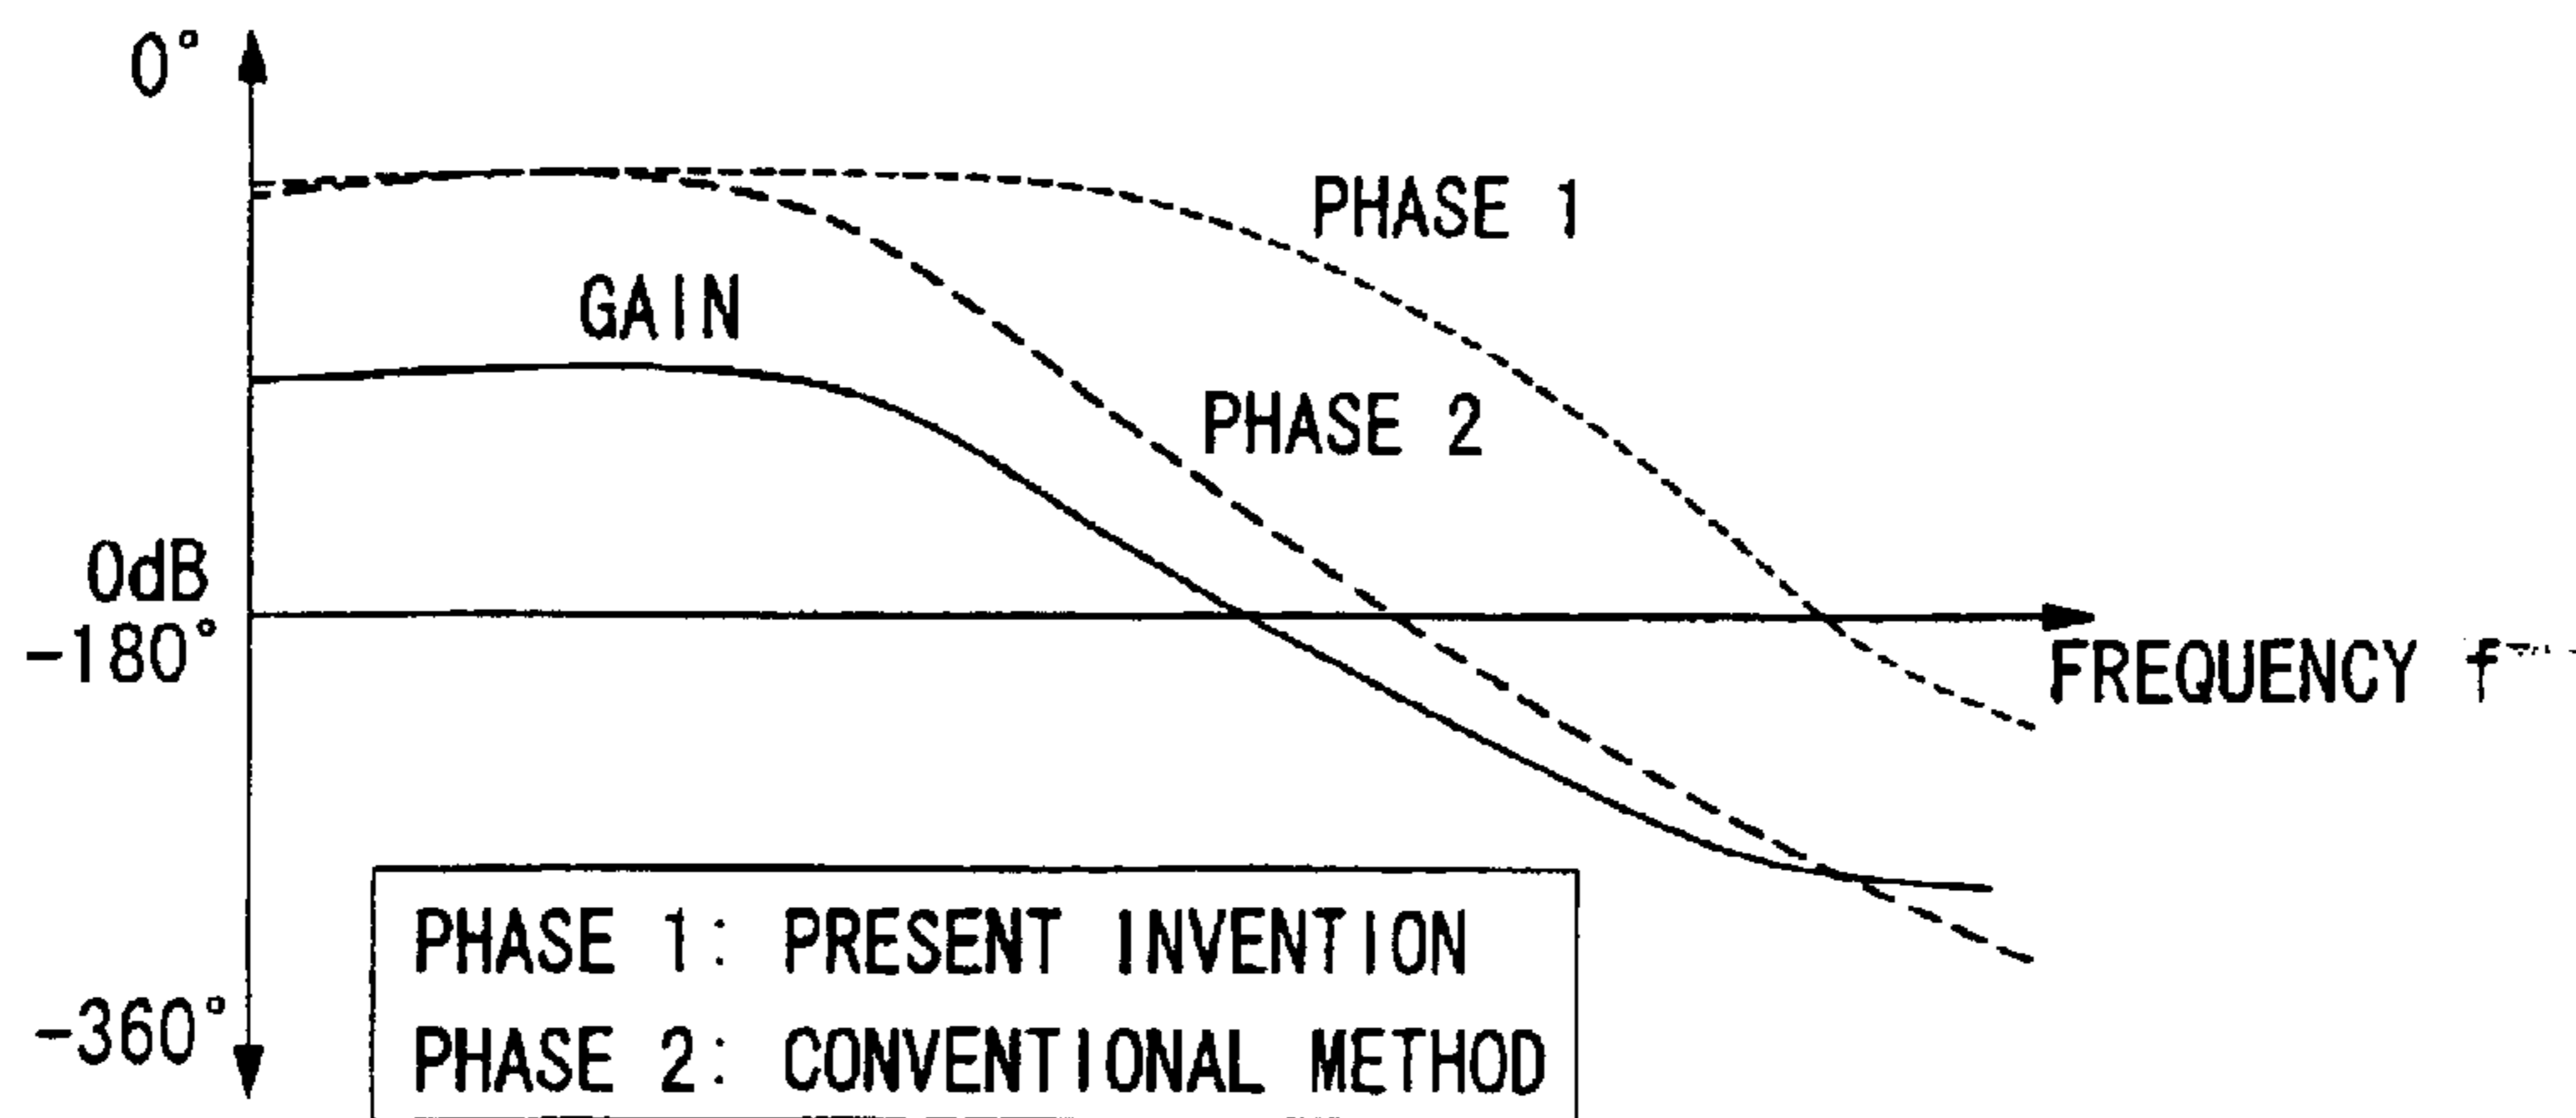 0°
PHASE 1
GAIN
PHASE 2
0dB
-180°
FREQUENCY f
-360°
PHASE 1: PRESENT INVENTION
PHASE 2: CONVENTIONAL METHOD